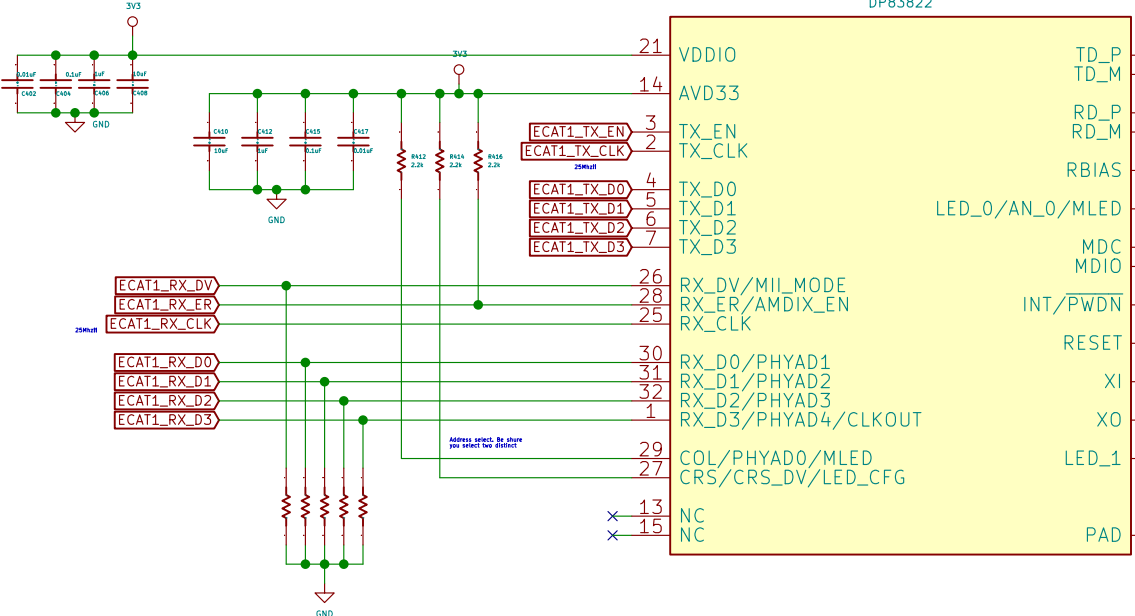 DP83822
3V3
3V3
0.01uF
C402
0.1uF
C404
1uF
C406
10uF
C408
GND
C410
10uF
C412
1uF
C415
0.1uF
C417
0.01uF
GND
R412
2.2k
R414
2.2k
R416
2.2k
ECAT1_TX_EN
ECAT1_TX_CLK
25MhzII
ECAT1_TX_D0
ECAT1_TX_D1
ECAT1_TX_D2
ECAT1_TX_D3
ECAT1_RX_DV
ECAT1_RX_ER
ECAT1_RX_CLK
25MhzII
ECAT1_RX_D0
ECAT1_RX_D1
ECAT1_RX_D2
ECAT1_RX_D3
Address select. Be shure
you select two distinct
GND
21 VDDIO
14 AVD33
3 TX_EN
2 TX_CLK
4 TX_D0
5 TX_D1
6 TX_D2
7 TX_D3
26 RX_DV/MII_MODE
28 RX_ER/AMDIX_EN
25 RX_CLK
30 RX_D0/PHYAD1
31 RX_D1/PHYAD2
32 RX_D2/PHYAD3
1 RX_D3/PHYAD4/CLKOUT
29 COL/PHYAD0/MLED
27 CRS/CRS_DV/LED_CFG
13 NC
15 NC
TD_P
TD_M
RD_P
RD_M
RBIAS
LED_0/AN_0/MLED
MDC
MDIO
INT/PWDN
RESET
XI
XO
LED_1
PAD